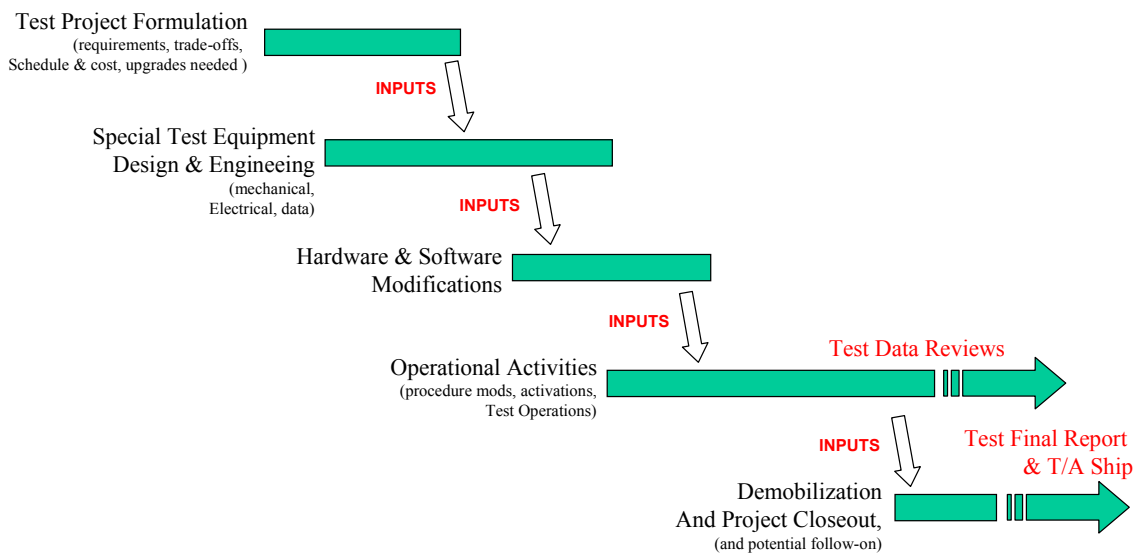 Test Project Formulation
(requirements, trade-offs,
Schedule & cost, upgrades needed )
INPUTS
Special Test Equipment
Design & Engineeing
(mechanical,
Electrical, data)
INPUTS
Hardware & Software
Modifications
INPUTS
Test Data Reviews
Operational Activities
(procedure mods, activations,
Test Operations)
INPUTS
Test Final Report
& T/A Ship
Demobilization
And Project Closeout,
(and potential follow-on)